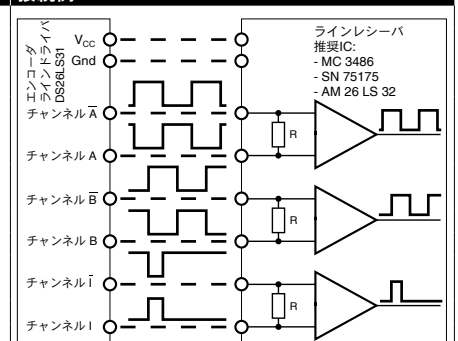 エンコーダ
ラインドライバ
DS26LS31
Vcc
Gnd
チャンネル A̅
チャンネル A
チャンネル B̅
チャンネル B
チャンネル I̅
チャンネル I
ラインレシーバ
推奨IC:
- MC 3486
- SN 75175
- AM 26 LS 32
R
R
R